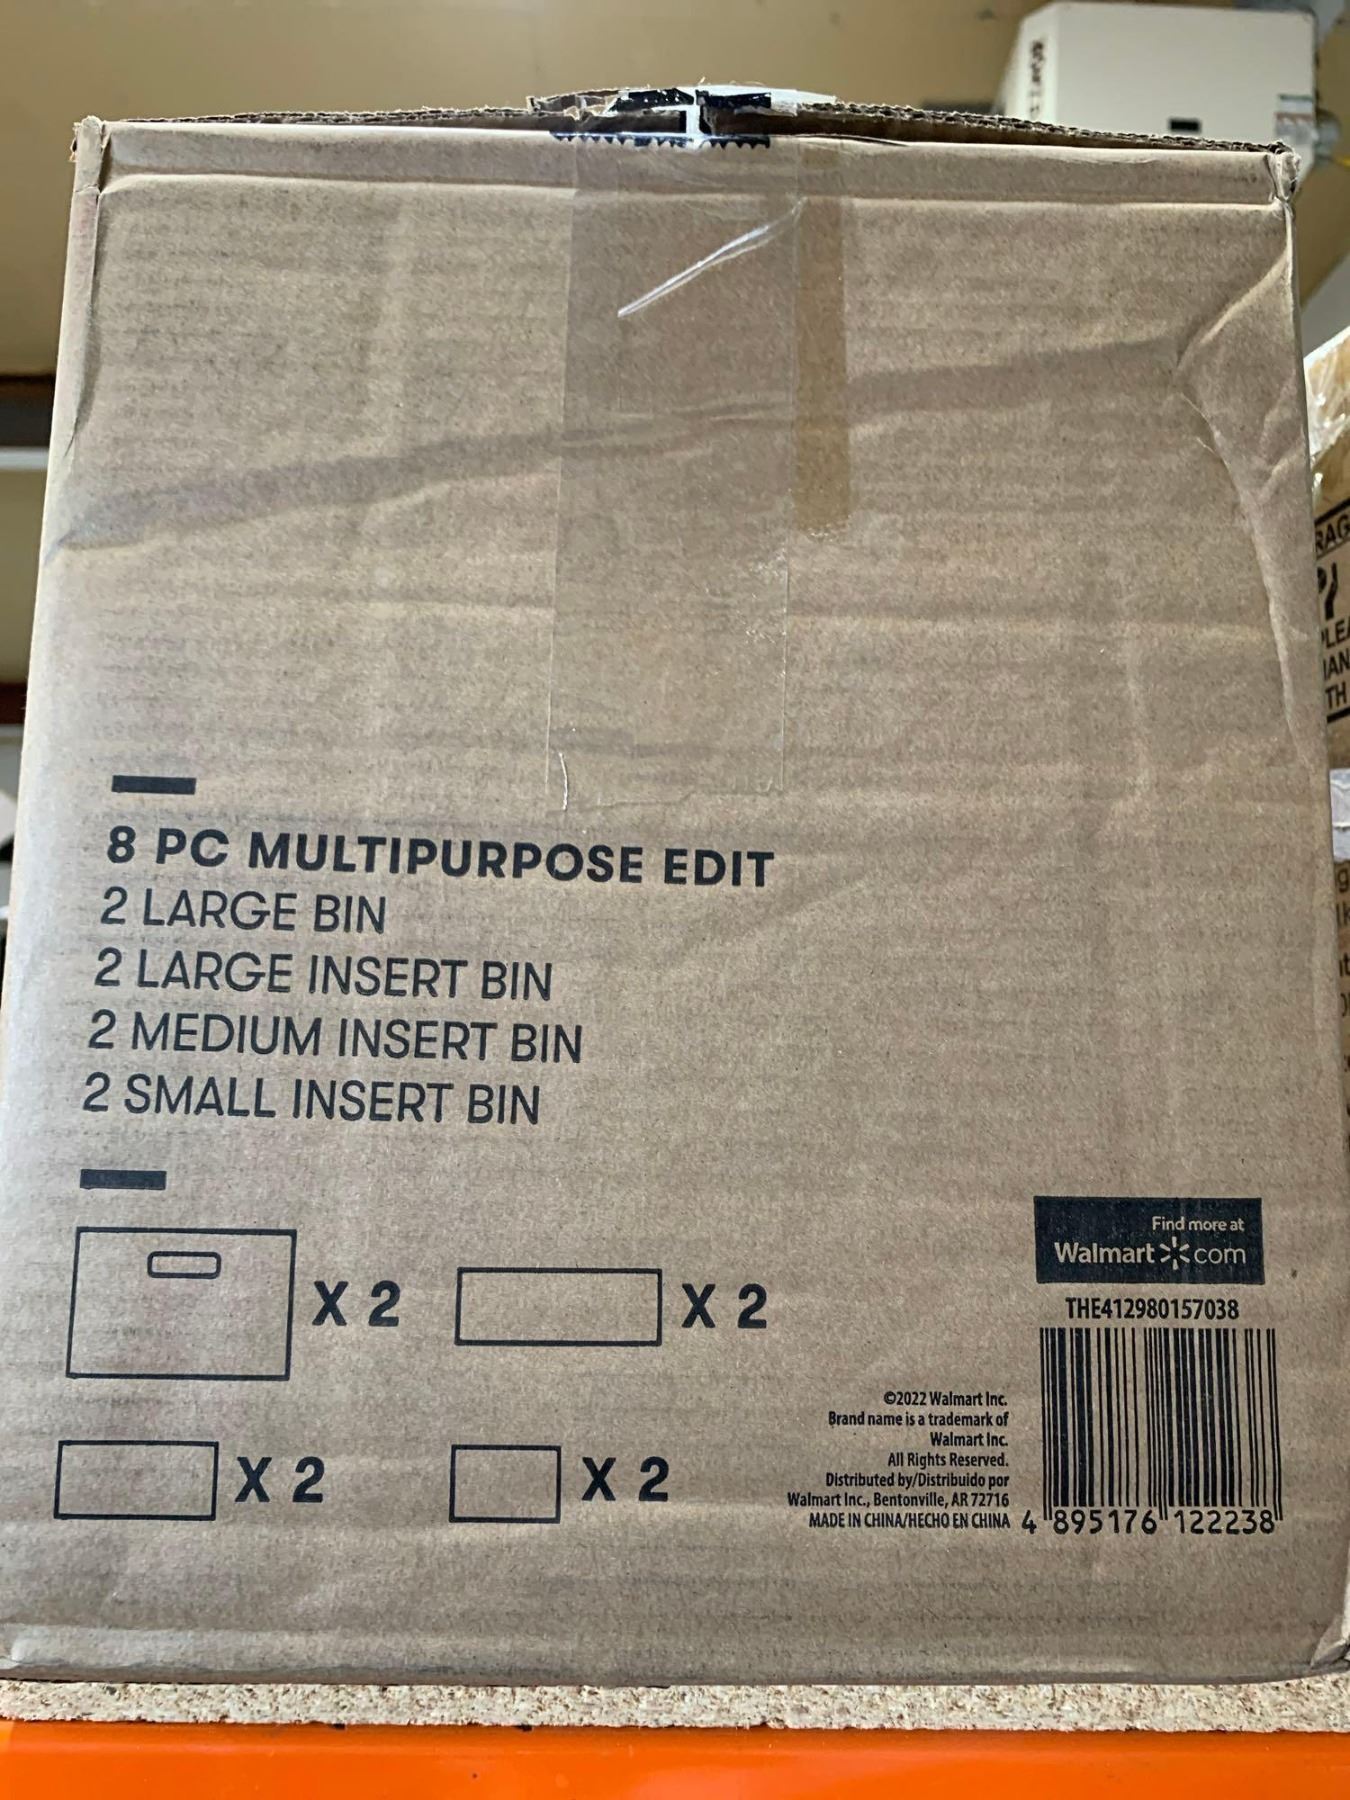 8 PC MULTIPURPOSE EDIT
2 LARGE BIN
2 LARGE INSERT BIN
2 MEDIUM INSERT BIN
2 SMALL INSERT BIN
X 2
X 2
X 2
X 2
Find more at
Walmart com
THE412980157038
©2022 Walmart Inc.
Brand name is a trademark of
Walmart Inc.
All Rights Reserved.
Distributed by/Distribuido por
Walmart Inc., Bentonville, AR 72716
MADE IN CHINA/HECHO EN CHINA
4 895176 122238